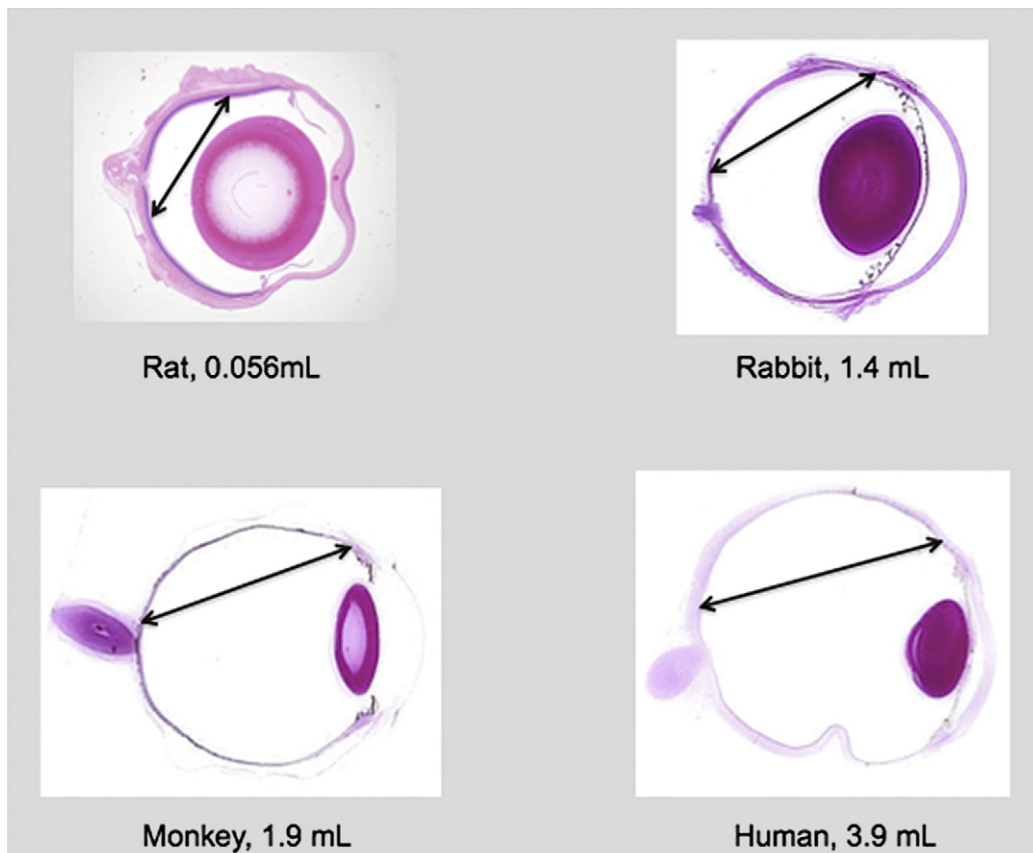 Rat, 0.056mL
Rabbit, 1.4 mL
Monkey, 1.9 mL
Human, 3.9 mL